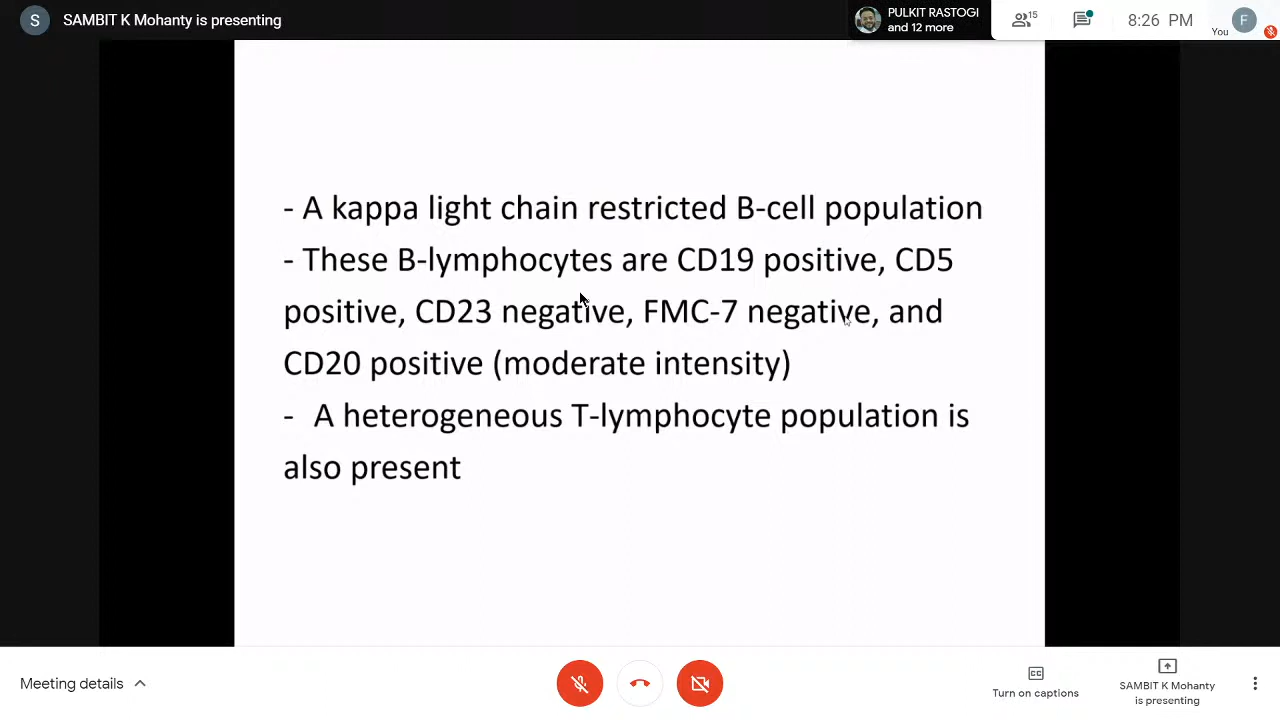 S SAMBIT K Mohanty is presenting
PULKIT RASTOGI
and 12 more
15
8:26 PM
You
F
- A kappa light chain restricted B-cell population
- These B-lymphocytes are CD19 positive, CD5
positive, CD23 negative, FMC-7 negative, and
CD20 positive (moderate intensity)
- A heterogeneous T-lymphocyte population is
also present
Meeting details
CC
Turn on captions
SAMBIT K Mohanty
is presenting